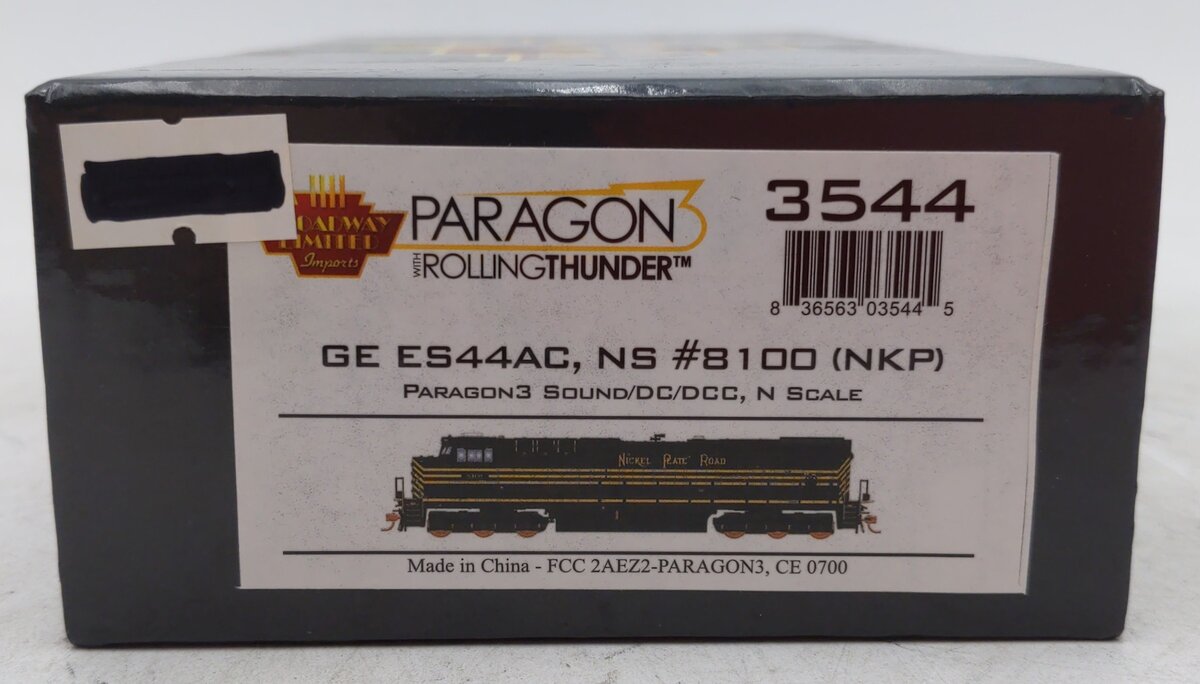 BROADWAY
LIMITED
Imports
PARAGON3
WITH ROLLINGTHUNDER™
3544
8 36563 03544 5
GE ES44AC, NS #8100 (NKP)
PARAGON3 SOUND/DC/DCC, N SCALE
NICKEL PLATE ROAD
Made in China - FCC 2AEZ2-PARAGON3, CE 0700